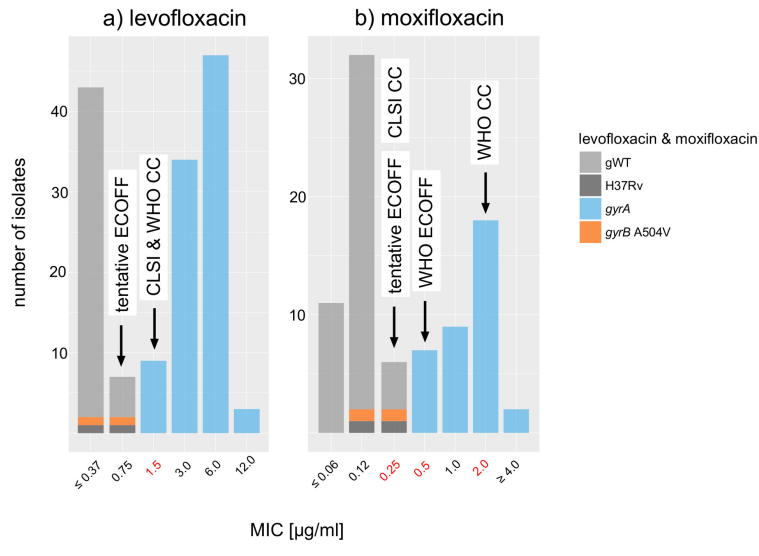 a) levofloxacin
b) moxifloxacin
number of isolates
40
30
20
10
tentative ECOFF
CLSI & WHO CC
≤ 0.37
0.75
1.5
3.0
6.0
12.0
30
20
10
CLSI CC
tentative ECOFF
WHO ECOFF
WHO CC
≤ 0.06
0.12
0.25
0.5
1.0
2.0
≥ 4.0
MIC [µg/ml]
levofloxacin & moxifloxacin
gWT
H37Rv
gyrA
gyrB A504V